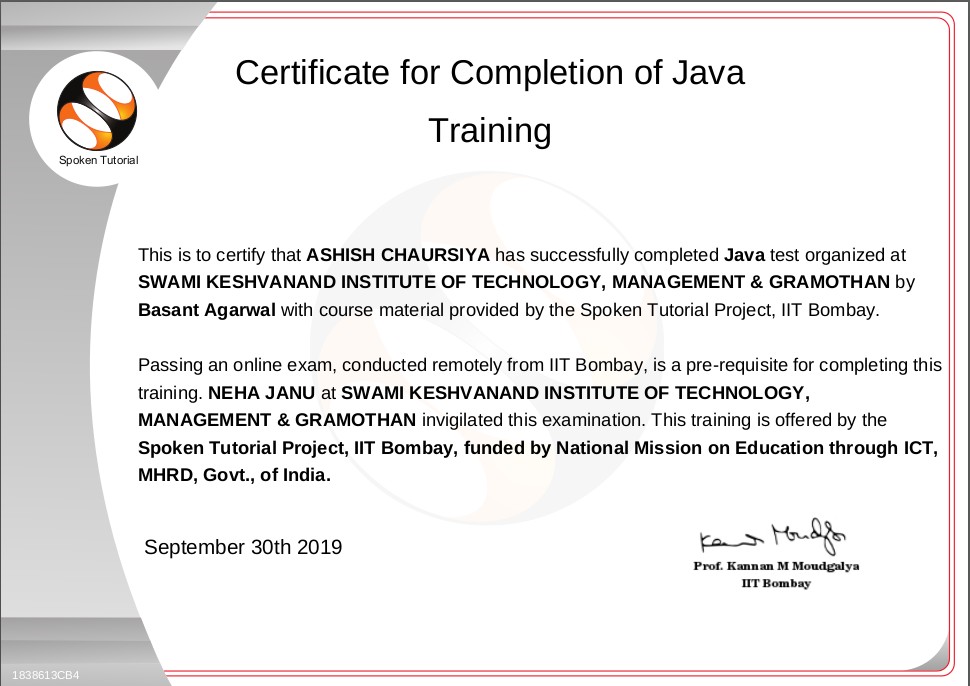 Certificate for Completion of Java
Training
Spoken Tutorial
This is to certify that ASHISH CHAURSIYA has successfully completed Java test organized at
SWAMI KESHVANAND INSTITUTE OF TECHNOLOGY, MANAGEMENT & GRAMOTHAN by
Basant Agarwal with course material provided by the Spoken Tutorial Project, IIT Bombay.
Passing an online exam, conducted remotely from IIT Bombay, is a pre-requisite for completing this
training. NEHA JANU at SWAMI KESHVANAND INSTITUTE OF TECHNOLOGY,
MANAGEMENT & GRAMOTHAN invigilated this examination. This training is offered by the
Spoken Tutorial Project, IIT Bombay, funded by National Mission on Education through ICT,
MHRD, Govt., of India.
September 30th 2019
Kannan Moudgalya
Prof. Kannan M Moudgalya
IIT Bombay
1838613CB4